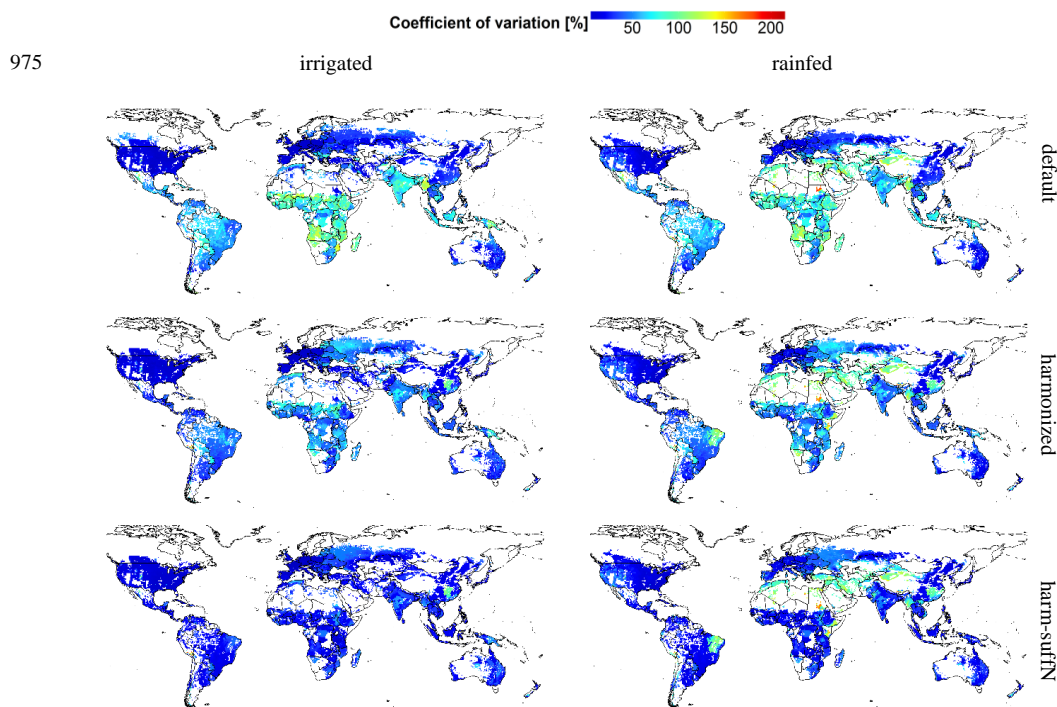 Coefficient of variation [%]
50 100 150 200
975
irrigated rainfed
default
harmonized
harm-suffN